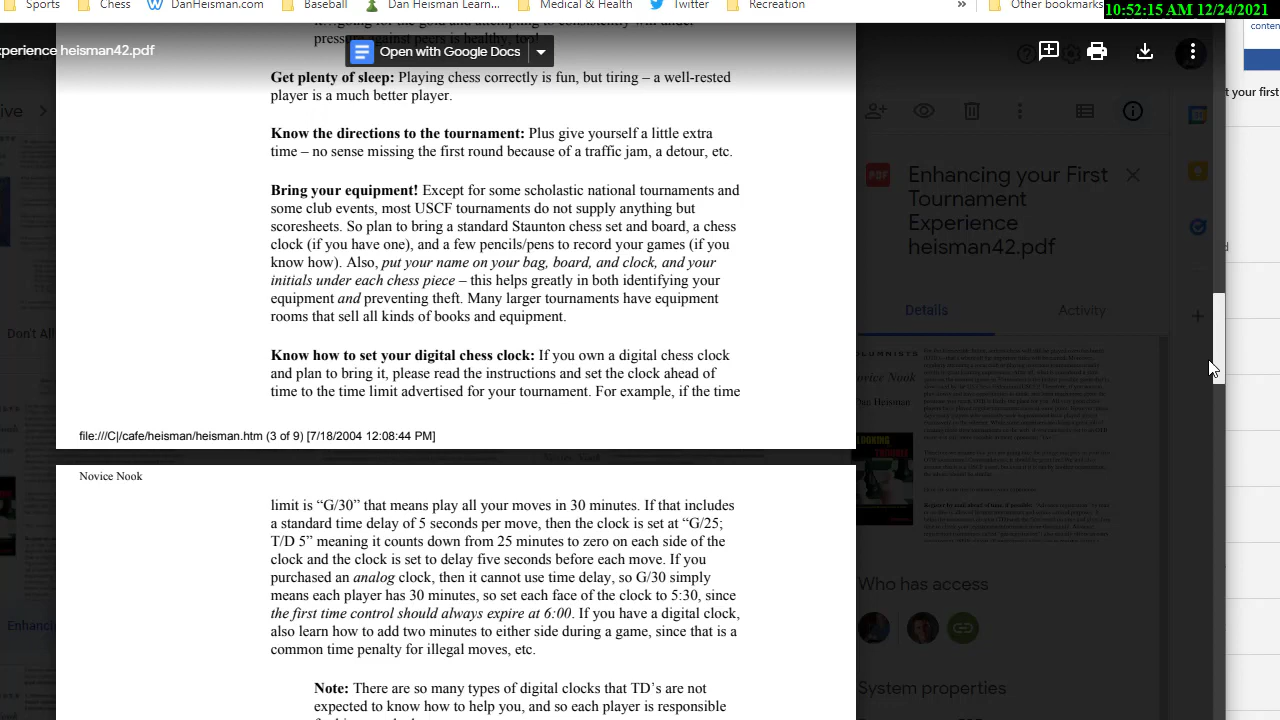 Sports Chess DanHeisman.com Baseball Dan Heisman Learn... Medical & Health Twitter Recreation » Other bookmarks
10:52:15 AM 12/24/2021
pressure against peers is healthy, too!
xperience heisman42.pdf
Open with Google Docs
Get plenty of sleep: Playing chess correctly is fun, but tiring – a well-rested
player is a much better player.
Know the directions to the tournament: Plus give yourself a little extra
time – no sense missing the first round because of a traffic jam, a detour, etc.
Bring your equipment! Except for some scholastic national tournaments and
some club events, most USCF tournaments do not supply anything but
scoresheets. So plan to bring a standard Staunton chess set and board, a chess
clock (if you have one), and a few pencils/pens to record your games (if you
know how). Also, put your name on your bag, board, and clock, and your
initials under each chess piece – this helps greatly in both identifying your
equipment and preventing theft. Many larger tournaments have equipment
rooms that sell all kinds of books and equipment.
Know how to set your digital chess clock: If you own a digital chess clock
and plan to bring it, please read the instructions and set the clock ahead of
time to the time limit advertised for your tournament. For example, if the time
file:///C|/cafe/heisman/heisman.htm (3 of 9) [7/18/2004 12:08:44 PM]
Novice Nook
limit is “G/30” that means play all your moves in 30 minutes. If that includes
a standard time delay of 5 seconds per move, then the clock is set at “G/25;
T/D 5” meaning it counts down from 25 minutes to zero on each side of the
clock and the clock is set to delay five seconds before each move. If you
purchased an analog clock, then it cannot use time delay, so G/30 simply
means each player has 30 minutes, so set each face of the clock to 5:30, since
the first time control should always expire at 6:00. If you have a digital clock,
also learn how to add two minutes to either side during a game, since that is a
common time penalty for illegal moves, etc.
Note: There are so many types of digital clocks that TD’s are not
expected to know how to help you, and so each player is responsible
ive
Don't All
Enhancin
PDF
Enhancing your First
Tournament
Experience
heisman42.pdf
Details
Activity
Novice Nook
Dan Heisman
Who has access
System properties
conten
t your first